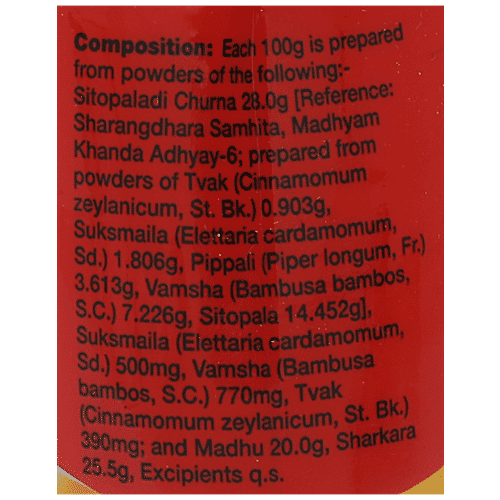 Composition: Each 100g is prepared
from powders of the following:-
Sitopaladi Churna 28.0g [Reference:
Sharangdhara Samhita, Madhyam
Khanda Adhyay-6; prepared from
powders of Tvak (Cinnamomum
zeylanicum, St. Bk.) 0.903g,
Suksmaila (Elettaria cardamomum,
Sd.) 1.806g, Pippali (Piper longum, Fr.)
3.613g, Vamsha (Bambusa bambos,
S.C.) 7.226g, Sitopala 14.452g],
Suksmaila (Elettaria cardamomum,
Sd.) 500mg, Vamsha (Bambusa
bambos, S.C.) 770mg, Tvak
(Cinnamomum zeylanicum, St. Bk.)
390mg; and Madhu 20.0g, Sharkara
25.5g, Excipients q.s.